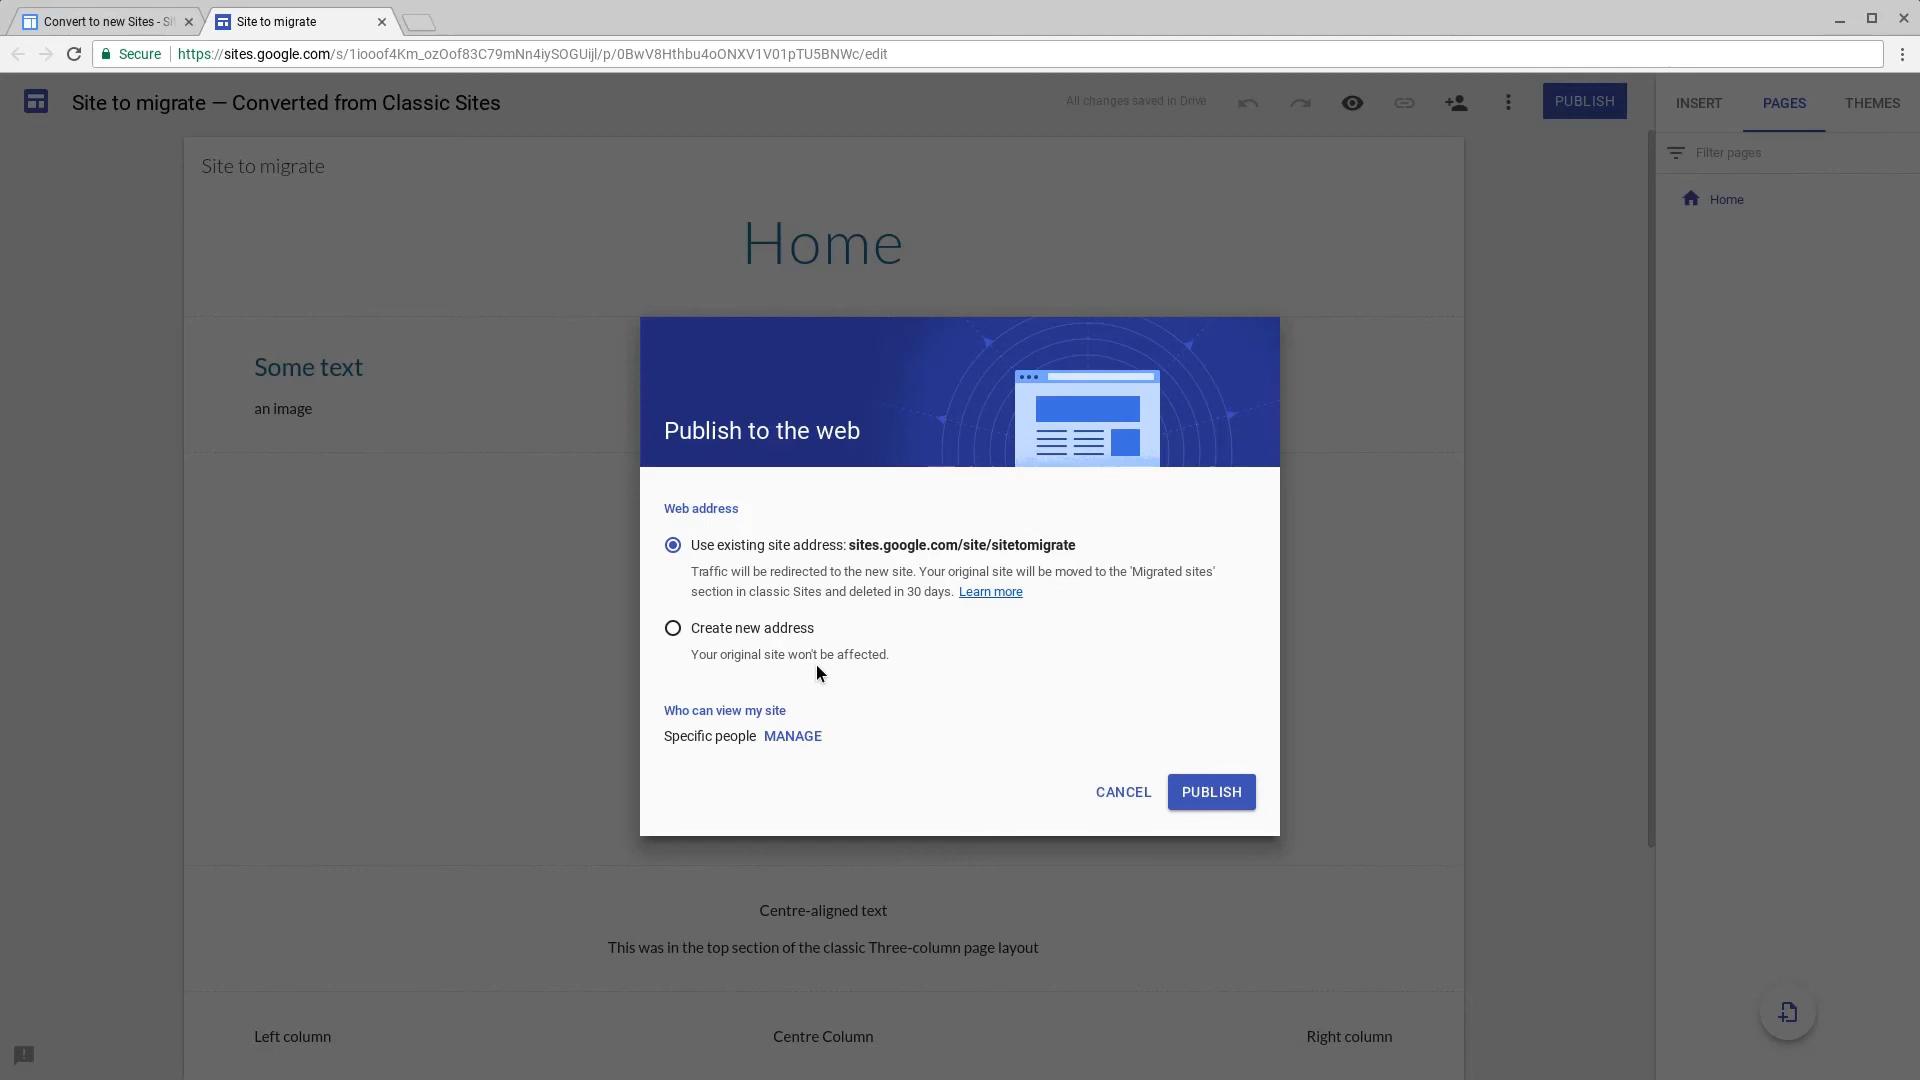 Convert to new Sites - Sit
Site to migrate
Secure
https://sites.google.com/s/1iooof4Km_ozOof83C79mNn4iySOGUijl/p/0BwV8Hthbu4oONXV1V01pTU5BNWc/edit
Site to migrate — Converted from Classic Sites
All changes saved in Drive
PUBLISH
INSERT
PAGES
THEMES
Filter pages
Home
Site to migrate
Home
Some text
an image
Publish to the web
Web address
Use existing site address: sites.google.com/site/sitetomigrate
Traffic will be redirected to the new site. Your original site will be moved to the 'Migrated sites'
section in classic Sites and deleted in 30 days. Learn more
Create new address
Your original site won't be affected.
Who can view my site
Specific people MANAGE
CANCEL
PUBLISH
Centre-aligned text
This was in the top section of the classic Three-column page layout
Left column
Centre Column
Right column